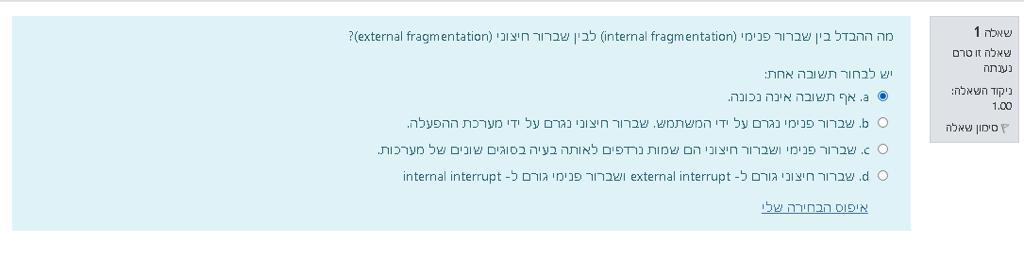 שאלה 1
שאלה זו טרם
נענתה
ניקוד השאלה:
1.00
סימון שאלה
מה ההבדל בין שברור פנימי (internal fragmentation) לבין שברור חיצוני (external fragmentation)?
יש לבחור תשובה אחת:
a. אף תשובה אינה נכונה.
b. שברור פנימי נגרם על ידי המשתמש. שברור חיצוני נגרם על ידי מערכת ההפעלה.
c. שברור פנימי ושברור חיצוני הם שמות נרדפים לאותה בעיה בסוגים שונים של מערכות.
d. שברור חיצוני גורם ל- external interrupt ושברור פנימי גורם ל- internal interrupt
איפוס הבחירה שלי